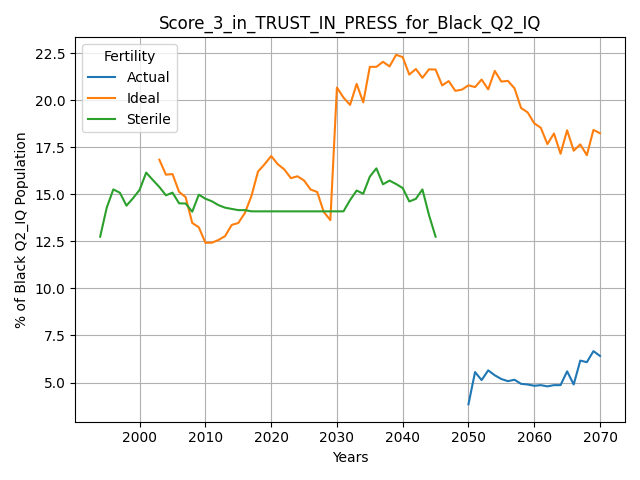 Score_3_in_TRUST_IN_PRESS_for_Black_Q2_IQ
Fertility
Actual
Ideal
Sterile
% of Black Q2_IQ Population
22.5
20.0
17.5
15.0
12.5
10.0
7.5
5.0
2000 2010 2020 2030 2040 2050 2060 2070
Years